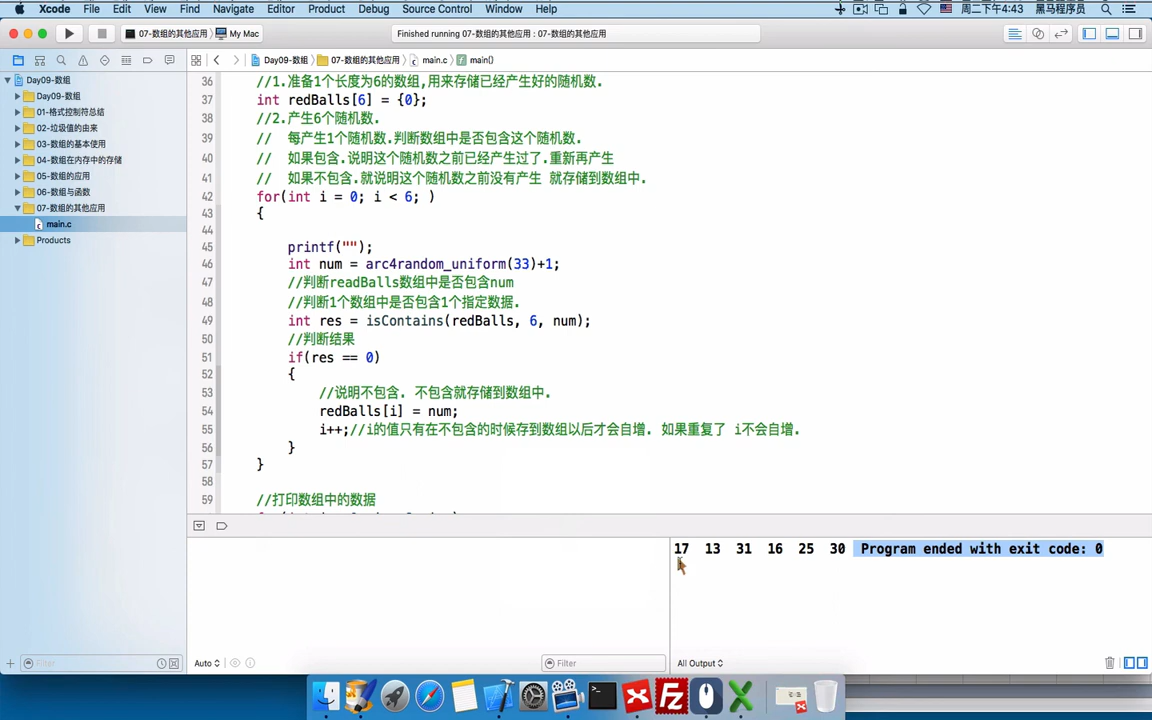 Xcode File Edit View Find Navigate Editor Product Debug Source Control Window Help 周二下午4:43 黑马程序员
07-数组的其他应用 My Mac
Finished running 07-数组的其他应用 : 07-数组的其他应用
Day09-数组 07-数组的其他应用 main.c main()
Day09-数组
Day09-数组
01-格式控制符总结
02-垃圾值的由来
03-数组的基本使用
04-数组在内存中的存储
05-数组的应用
06-数组与函数
07-数组的其他应用
main.c
Products
36 //1.准备1个长度为6的数组,用来存储已经产生好的随机数.
37 int redBalls[6] = {0};
38 //2.产生6个随机数.
39 // 每产生1个随机数.判断数组中是否包含这个随机数.
40 // 如果包含.说明这个随机数之前已经产生过了.重新再产生
41 // 如果不包含.就说明这个随机数之前没有产生 就存储到数组中.
42 for(int i = 0; i < 6; )
43 {
44
45 printf("");
46 int num = arc4random_uniform(33)+1;
47 //判断readBalls数组中是否包含num
48 //判断1个数组中是否包含1个指定数据.
49 int res = isContains(redBalls, 6, num);
50 //判断结果
51 if(res == 0)
52 {
53 //说明不包含. 不包含就存储到数组中.
54 redBalls[i] = num;
55 i++;//i的值只有在不包含的时候存到数组以后才会自增. 如果重复了 i不会自增.
56 }
57 }
58
59 //打印数组中的数据
17 13 31 16 25 30 Program ended with exit code: 0
Filter
Auto
Filter
All Output